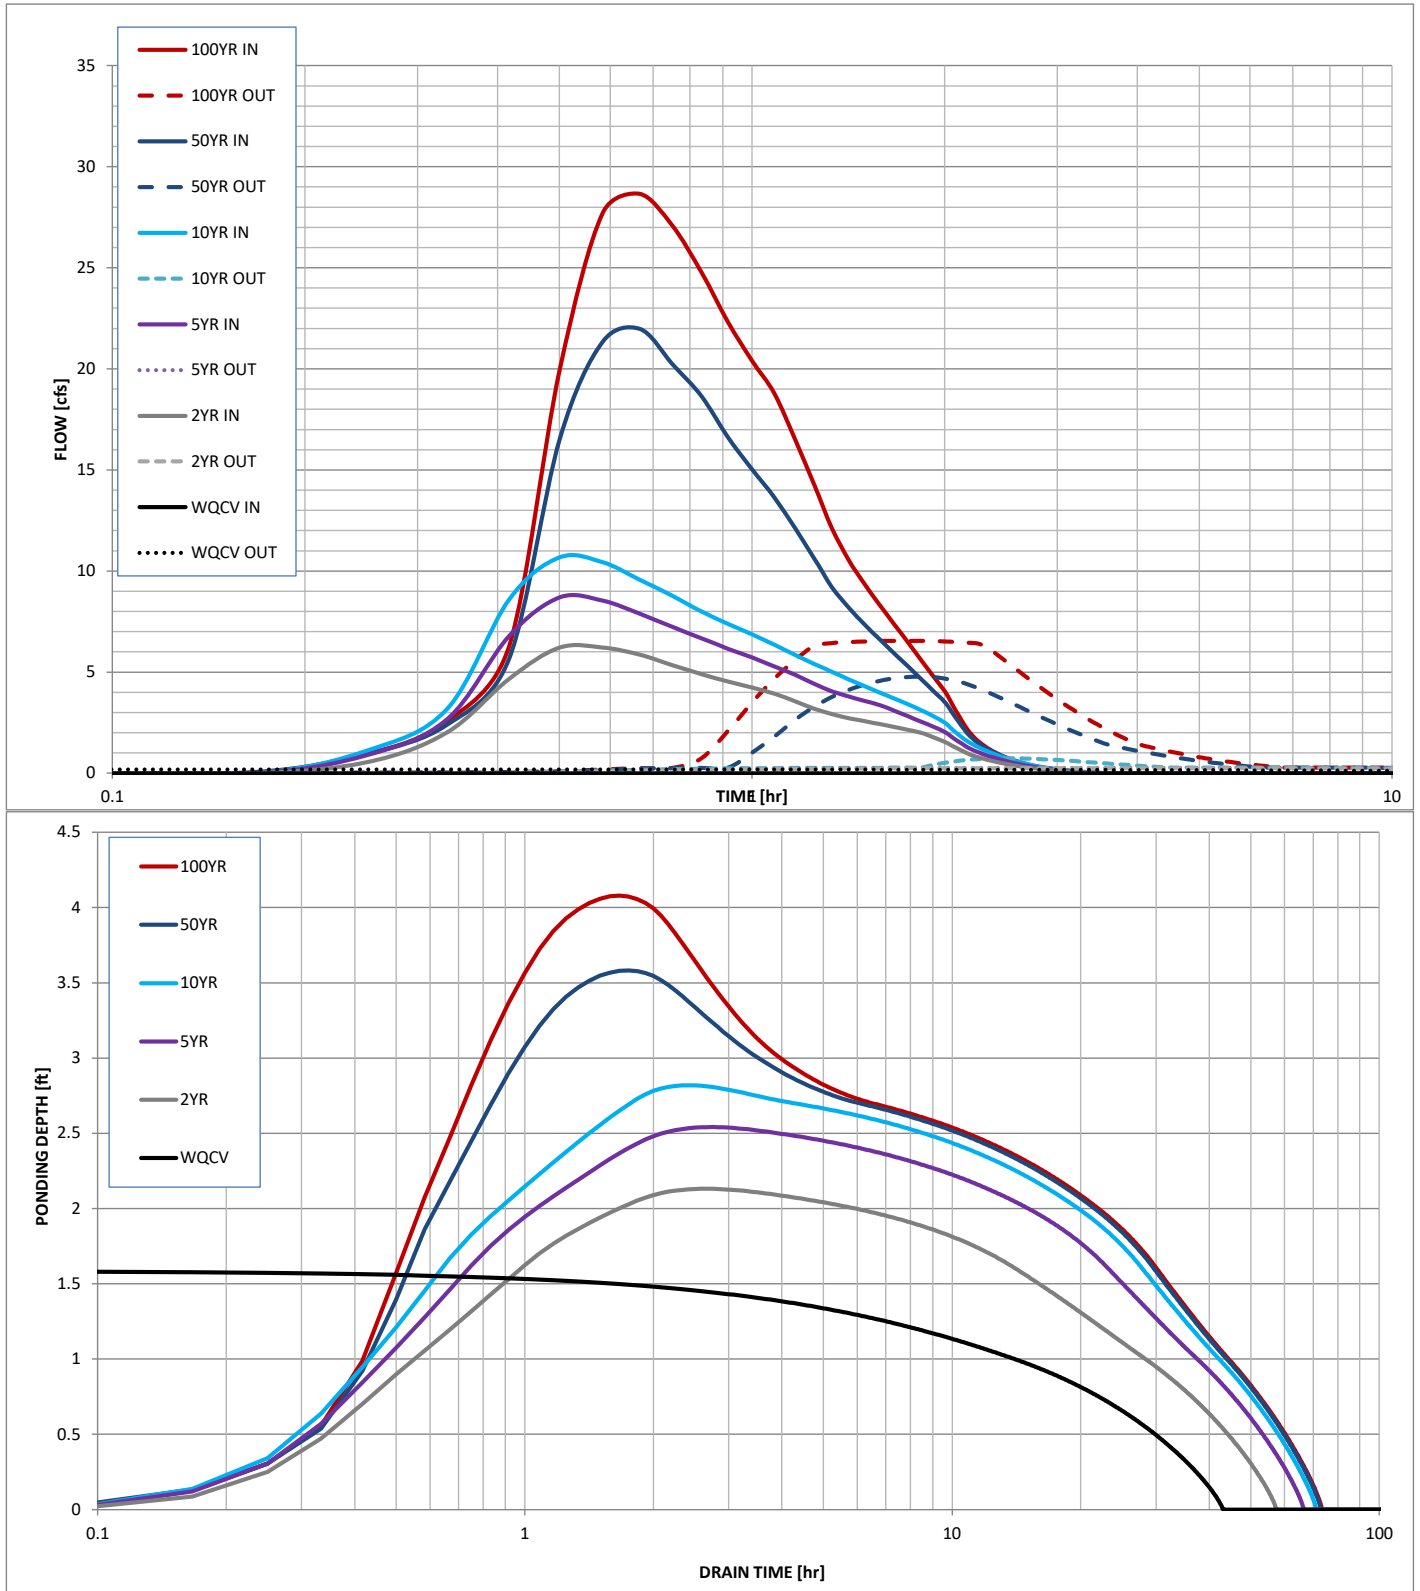 100YR IN
100YR OUT
50YR IN
50YR OUT
10YR IN
10YR OUT
5YR IN
5YR OUT
2YR IN
2YR OUT
WQCV IN
WQCV OUT
FLOW [cfs]
35
30
25
20
15
10
5
0
0.1
1
10
TIME [hr]
100YR
50YR
10YR
5YR
2YR
WQCV
PONDING DEPTH [ft]
4.5
4
3.5
3
2.5
2
1.5
1
0.5
0
0.1
1
10
100
DRAIN TIME [hr]